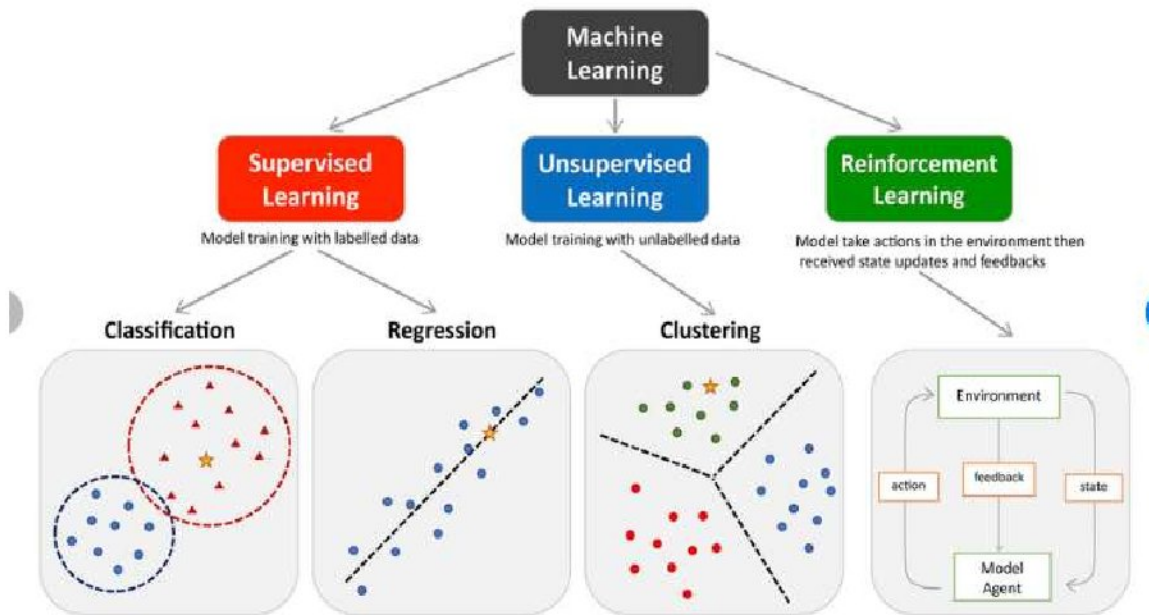 Machine
Learning
Supervised
Learning
Unsupervised
Learning
Reinforcement
Learning
Model training with labelled data
Model training with unlabelled data
Model take actions in the environment then
received state updates and feedbacks
Classification
Regression
Clustering
Environment
action
feedback
state
Model
Agent